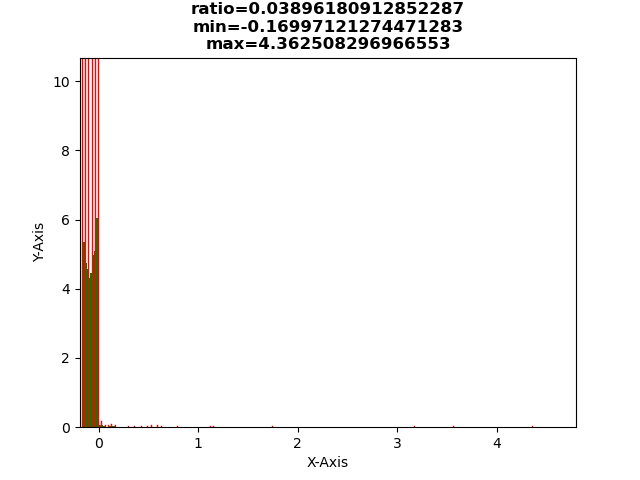 ratio=0.03896180912852287
min=-0.16997121274471283
max=4.362508296966553
10
8
6
4
2
0
Y-Axis
0 1 2 3 4
X-Axis